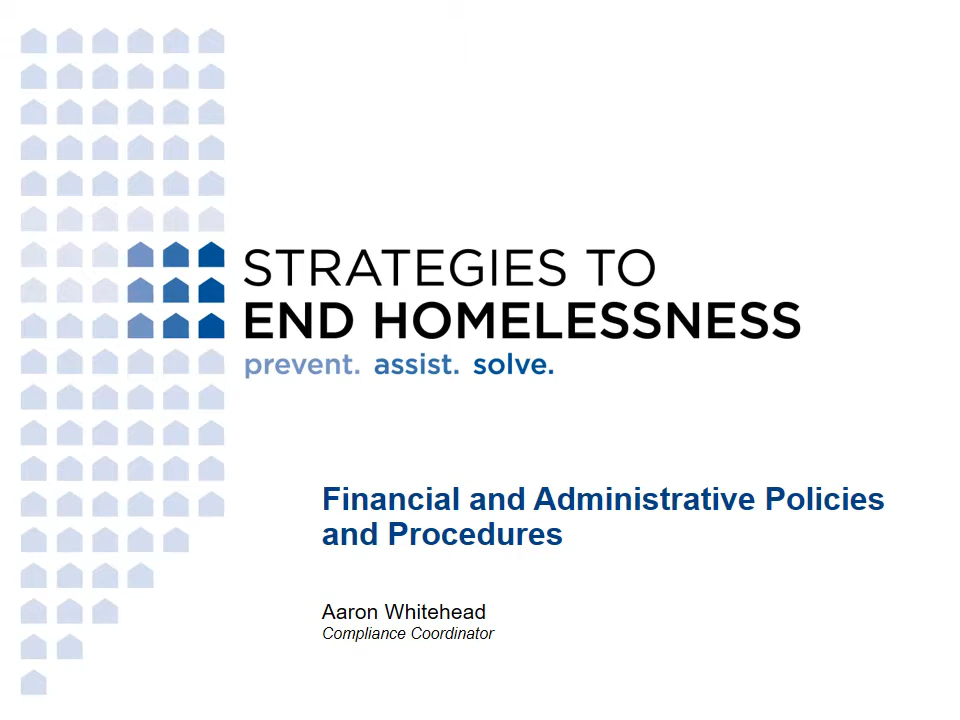 STRATEGIES TO
END HOMELESSNESS
prevent. assist. solve.
Financial and Administrative Policies
and Procedures
Aaron Whitehead
Compliance Coordinator